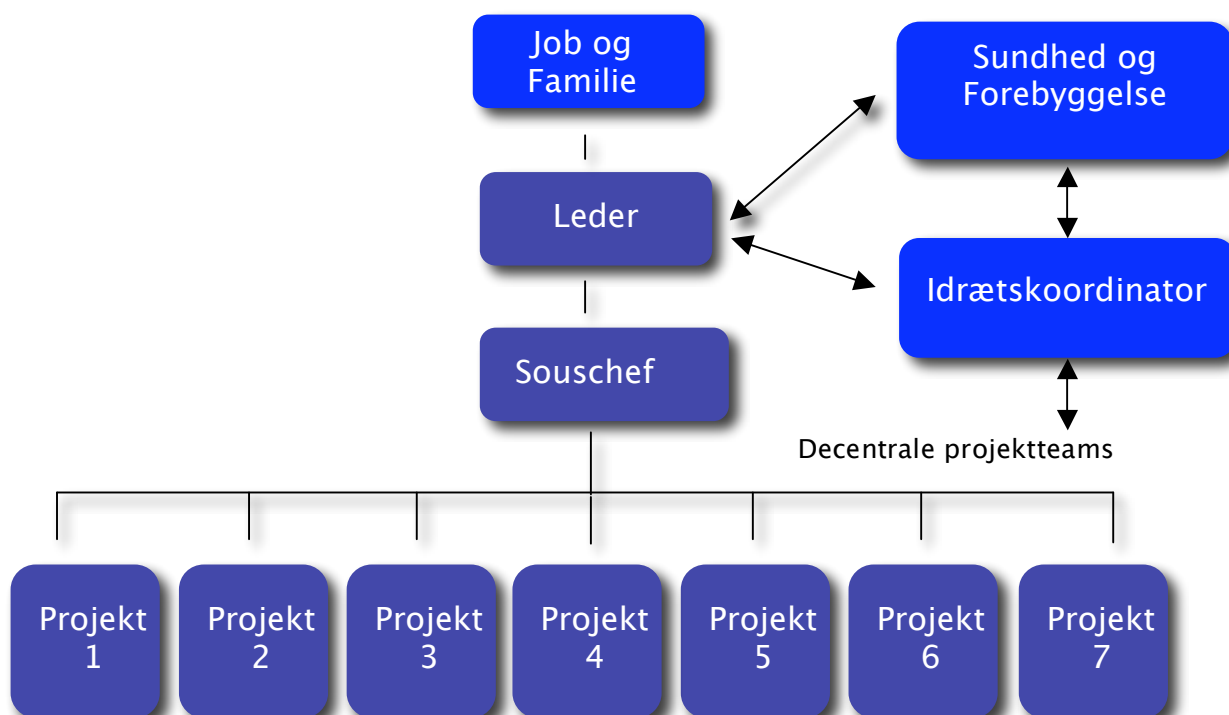 Job og
Familie
Sundhed og
Forebyggelse
Leder
Idrætskoordinator
Souschef
Decentrale projektteams
Projekt
1
Projekt
2
Projekt
3
Projekt
4
Projekt
5
Projekt
6
Projekt
7